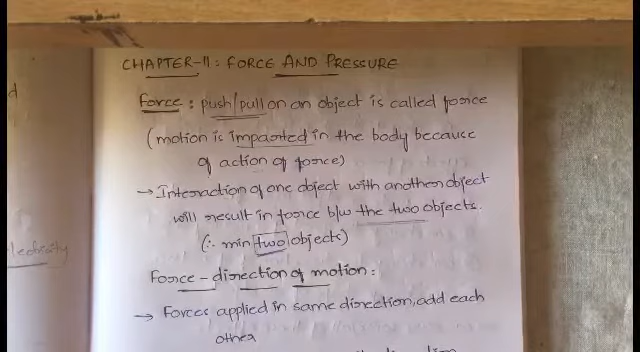 CHAPTER-11: FORCE AND PRESSURE
Force: push/pull on an object is called force
(motion is imparted in the body because
of action of force)
→ Interaction of one object with another object
will result in force b/w the two objects.
(∴ min two objects)
Force - direction of motion:
→ Forces applied in same direction, add each
other